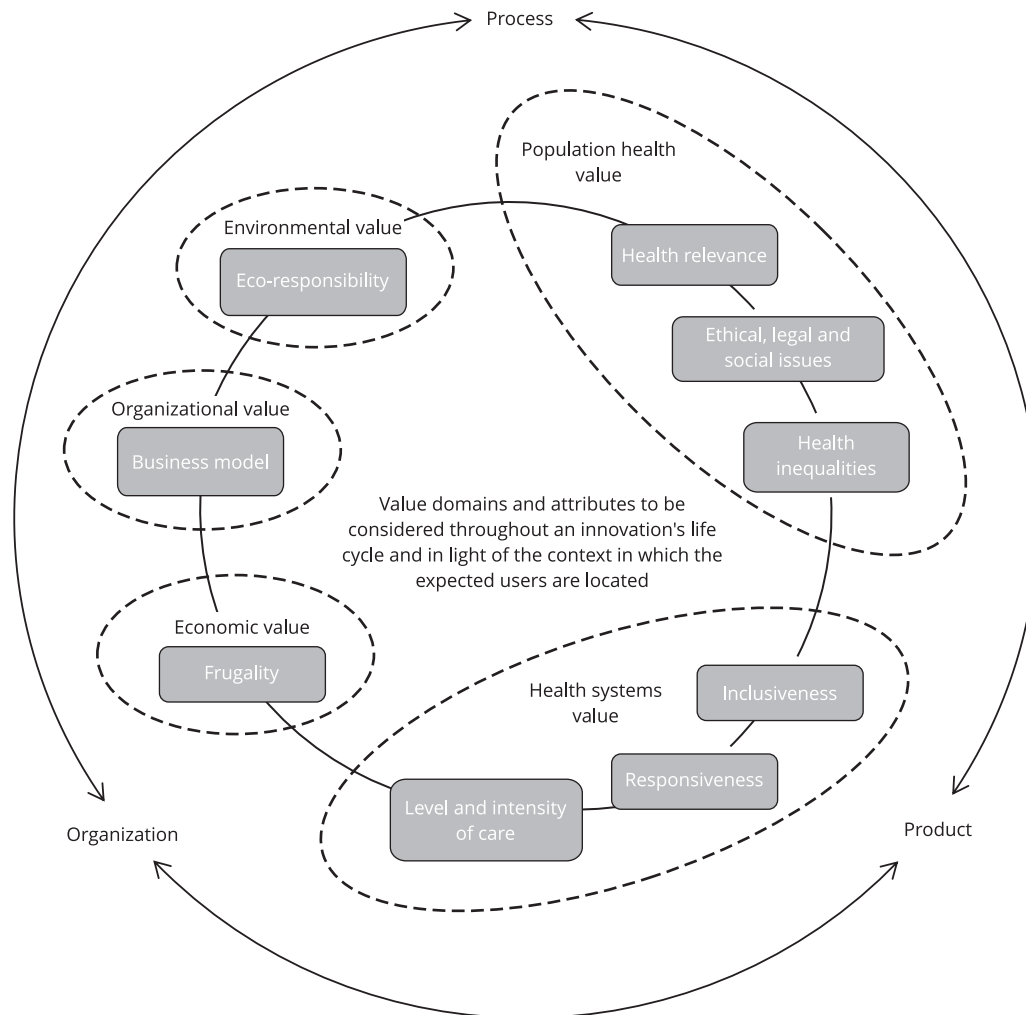 Process
Population health
value
Environmental value
Health relevance
Eco-responsibility
Ethical, legal and
social issues
Organizational value
Health
inequalities
Business model
Value domains and attributes to be
considered throughout an innovation's life
cycle and in light of the context in which the
expected users are located
Economic value
Frugality
Health systems
value
Inclusiveness
Responsiveness
Level and intensity
of care
Organization
Product